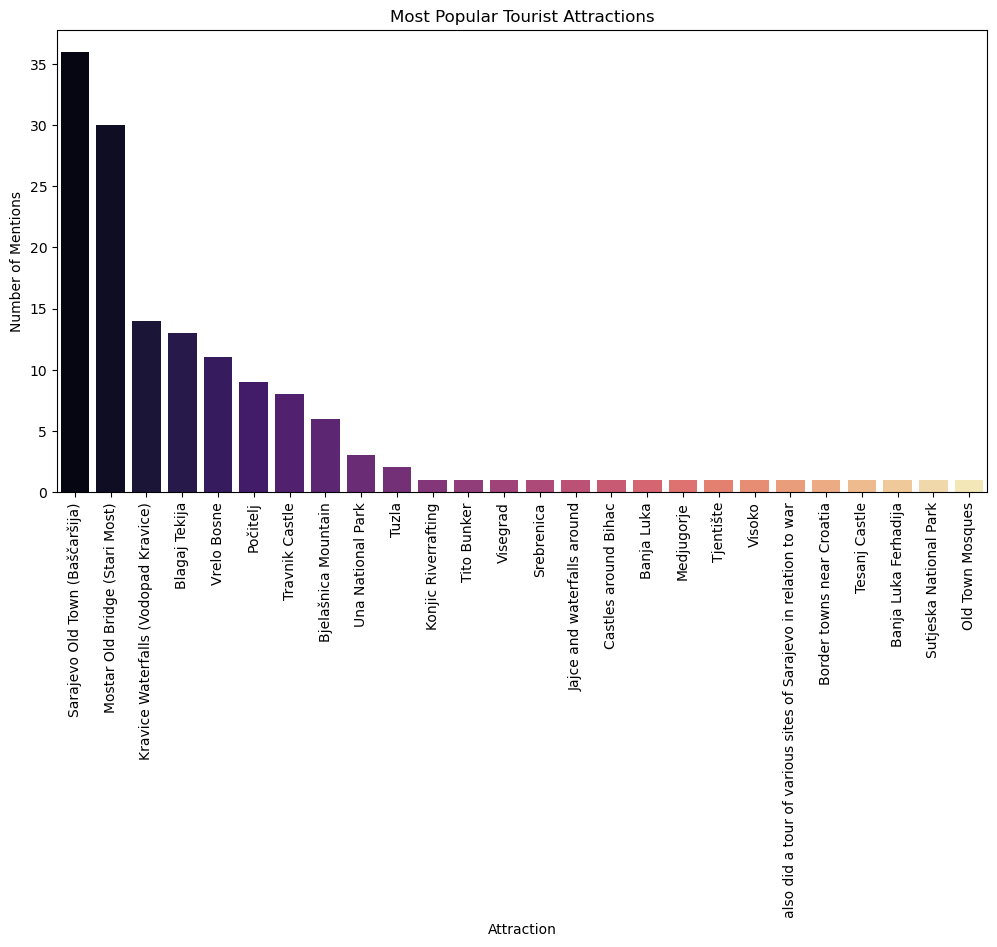 Most Popular Tourist Attractions
Number of Mentions
35
30
25
20
15
10
5
0
Sarajevo Old Town (Baščaršija)
Mostar Old Bridge (Stari Most)
Kravice Waterfalls (Vodopad Kravice)
Blagaj Tekija
Vrelo Bosne
Počitelj
Travnik Castle
Bjelašnica Mountain
Una National Park
Tuzla
Konjic Riverrafting
Tito Bunker
Visegrad
Srebrenica
Jajce and waterfalls around
Castles around Bihac
Banja Luka
Medjugorje
Tjentište
Visoko
also did a tour of various sites of Sarajevo in relation to war
Border towns near Croatia
Tesanj Castle
Banja Luka Ferhadija
Sutjeska National Park
Old Town Mosques
Attraction